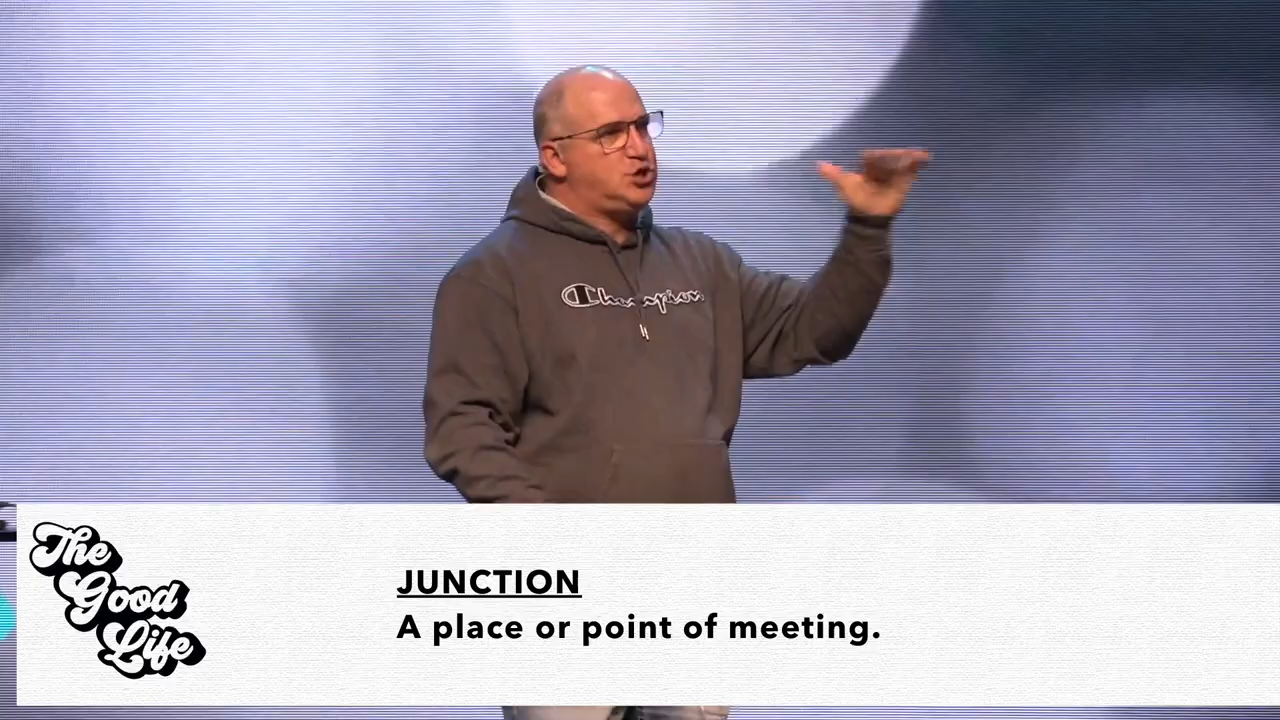 Champion
The
Good
Life
JUNCTION
A place or point of meeting.